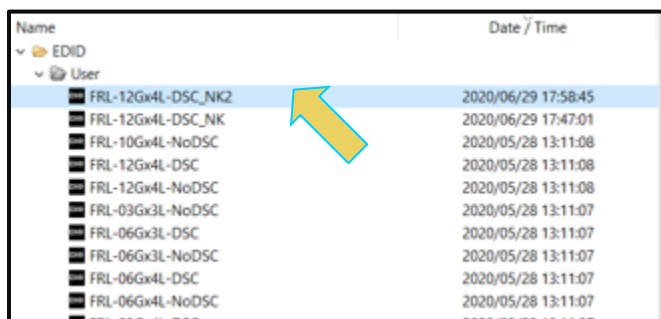 Name Date / Time
EDID
User
FRL-12Gx4L-DSC_NK2 2020/06/29 17:58:45
FRL-12Gx4L-DSC_NK 2020/06/29 17:47:01
FRL-10Gx4L-NoDSC 2020/05/28 13:11:08
FRL-12Gx4L-DSC 2020/05/28 13:11:08
FRL-12Gx4L-NoDSC 2020/05/28 13:11:08
FRL-03Gx3L-NoDSC 2020/05/28 13:11:07
FRL-06Gx3L-DSC 2020/05/28 13:11:07
FRL-06Gx3L-NoDSC 2020/05/28 13:11:07
FRL-06Gx4L-DSC 2020/05/28 13:11:07
FRL-06Gx4L-NoDSC 2020/05/28 13:11:07